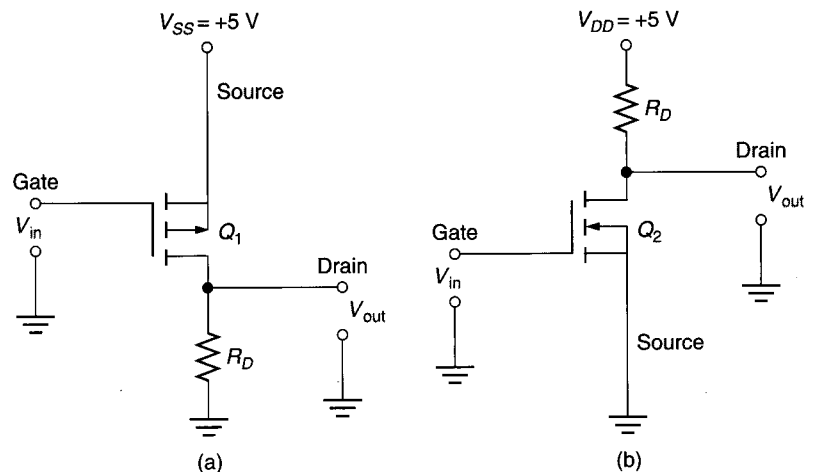 V_SS = +5 V
Source
Gate
V_in
Q_1
Drain
V_out
R_D
(a)
V_DD = +5 V
R_D
Drain
V_out
Gate
V_in
Q_2
Source
(b)